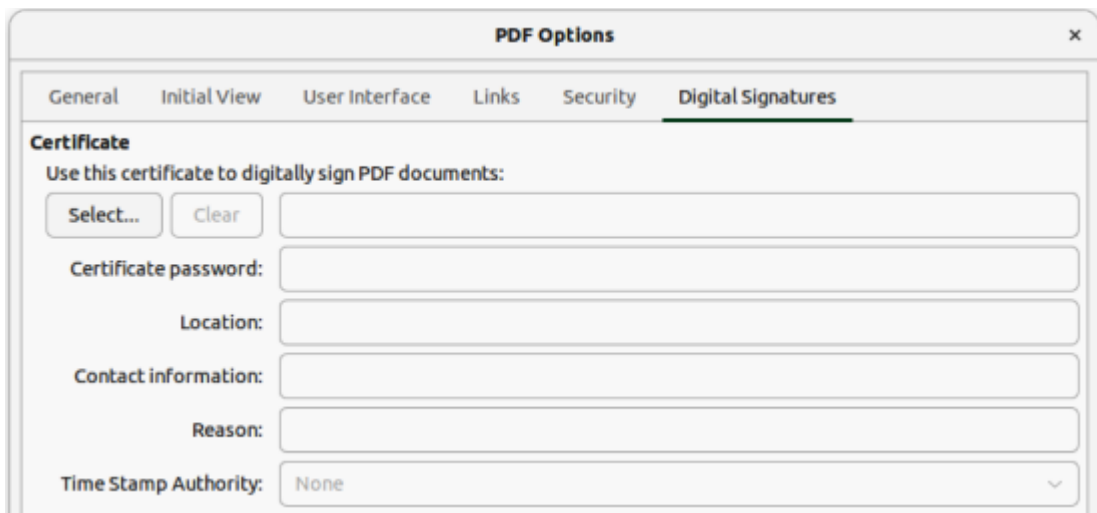 PDF Options ×
General Initial View User Interface Links Security Digital Signatures
Certificate
Use this certificate to digitally sign PDF documents:
Select... Clear
Certificate password:
Location:
Contact information:
Reason:
Time Stamp Authority: None